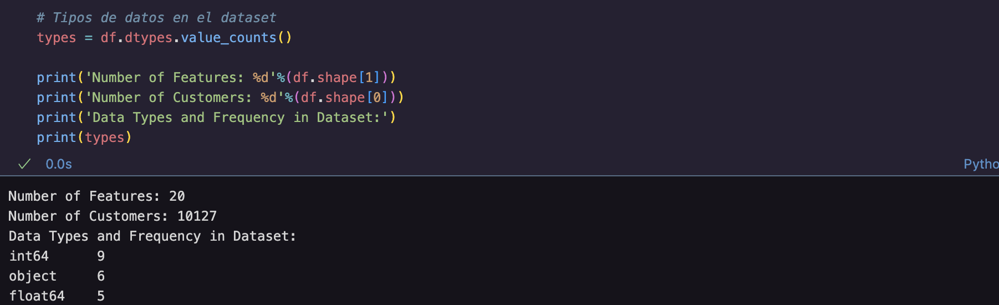 # Tipos de datos en el dataset
types = df.dtypes.value_counts()
print('Number of Features: %d'%(df.shape[1]))
print('Number of Customers: %d'%(df.shape[0]))
print('Data Types and Frequency in Dataset:')
print(types)
0.0s
Pytho
Number of Features: 20
Number of Customers: 10127
Data Types and Frequency in Dataset:
int64      9
object     6
float64    5